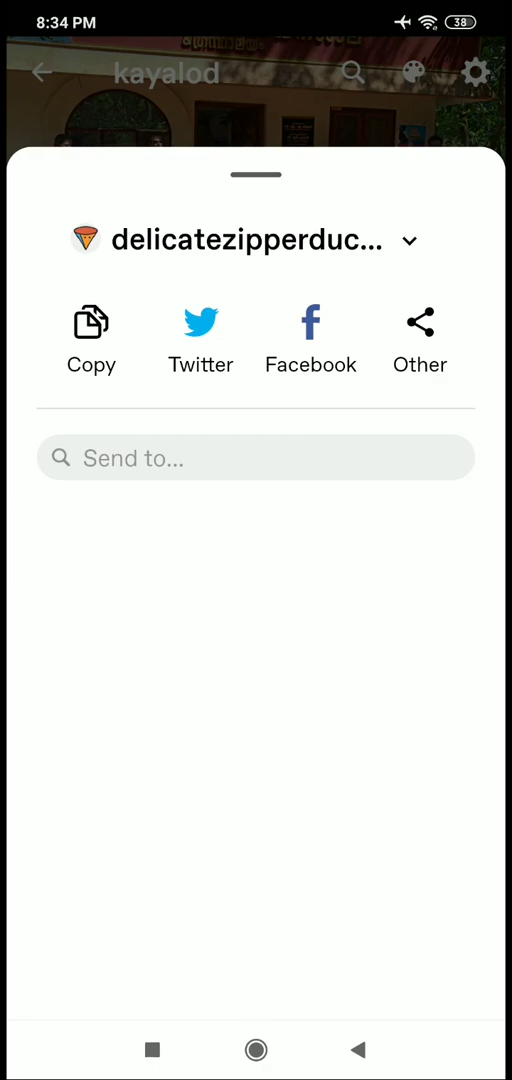 8:34 PM
38
kayalod
delicatezipperduc...
Copy
Twitter
Facebook
Other
Send to...